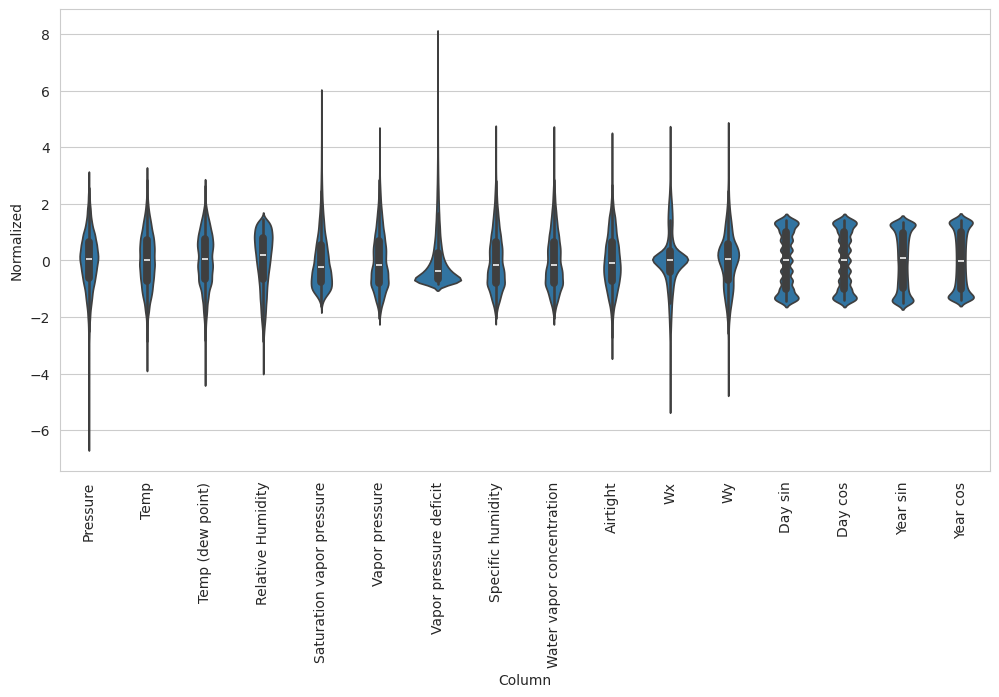 8
6
4
2
0
−2
−4
−6
Normalized
Pressure
Temp
Temp (dew point)
Relative Humidity
Saturation vapor pressure
Vapor pressure
Vapor pressure deficit
Specific humidity
Water vapor concentration
Airtight
Wx
Wy
Day sin
Day cos
Year sin
Year cos
Column